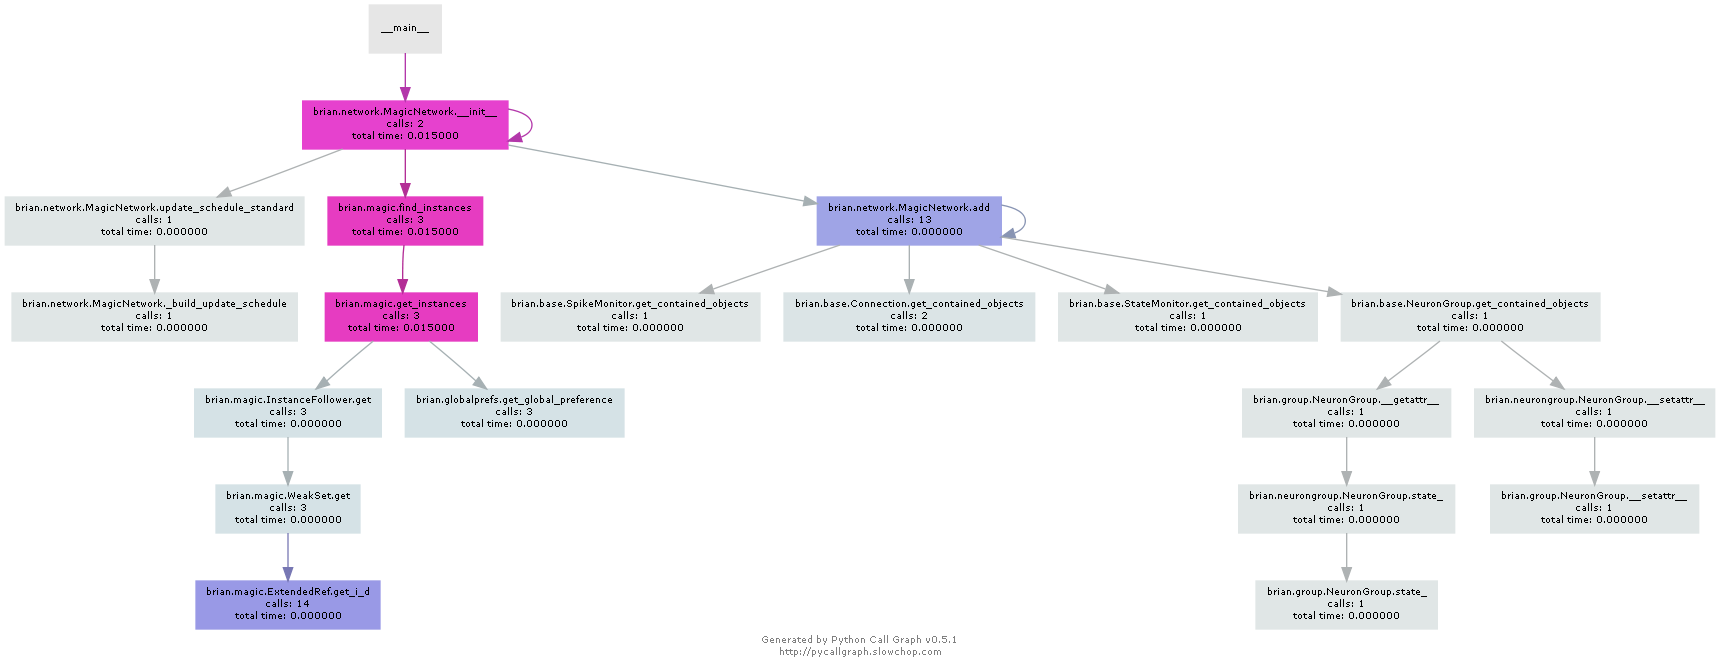 __main__
brian.network.MagicNetwork.__init__
calls: 2
total time: 0.015000
brian.network.MagicNetwork.update_schedule_standard
calls: 1
total time: 0.000000
brian.magic.find_instances
calls: 3
total time: 0.015000
brian.network.MagicNetwork.add
calls: 13
total time: 0.000000
brian.network.MagicNetwork._build_update_schedule
calls: 1
total time: 0.000000
brian.magic.get_instances
calls: 3
total time: 0.015000
brian.base.SpikeMonitor.get_contained_objects
calls: 1
total time: 0.000000
brian.base.Connection.get_contained_objects
calls: 2
total time: 0.000000
brian.base.StateMonitor.get_contained_objects
calls: 1
total time: 0.000000
brian.base.NeuronGroup.get_contained_objects
calls: 1
total time: 0.000000
brian.magic.InstanceFollower.get
calls: 3
total time: 0.000000
brian.globalprefs.get_global_preference
calls: 3
total time: 0.000000
brian.group.NeuronGroup.__getattr__
calls: 1
total time: 0.000000
brian.neurongroup.NeuronGroup.__setattr__
calls: 1
total time: 0.000000
brian.magic.WeakSet.get
calls: 3
total time: 0.000000
brian.neurongroup.NeuronGroup.state_
calls: 1
total time: 0.000000
brian.group.NeuronGroup.__setattr__
calls: 1
total time: 0.000000
brian.magic.ExtendedRef.get_i_d
calls: 14
total time: 0.000000
brian.group.NeuronGroup.state_
calls: 1
total time: 0.000000
Generated by Python Call Graph v0.5.1
http://pycallgraph.slowchop.com